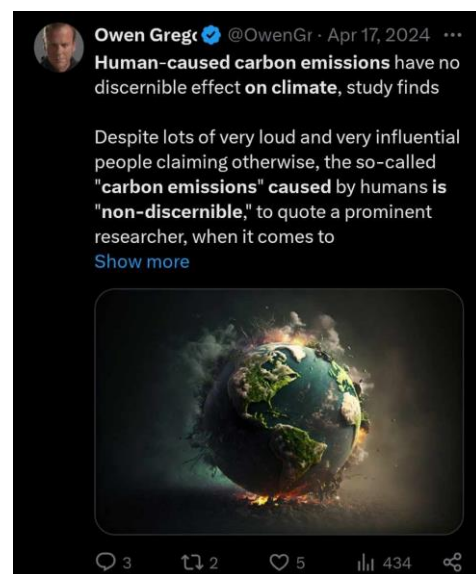 Owen Grego @OwenGr · Apr 17, 2024 ...
Human-caused carbon emissions have no
discernible effect on climate, study finds
Despite lots of very loud and very influential
people claiming otherwise, the so-called
"carbon emissions" caused by humans is
"non-discernible," to quote a prominent
researcher, when it comes to
Show more
3 2 5 434